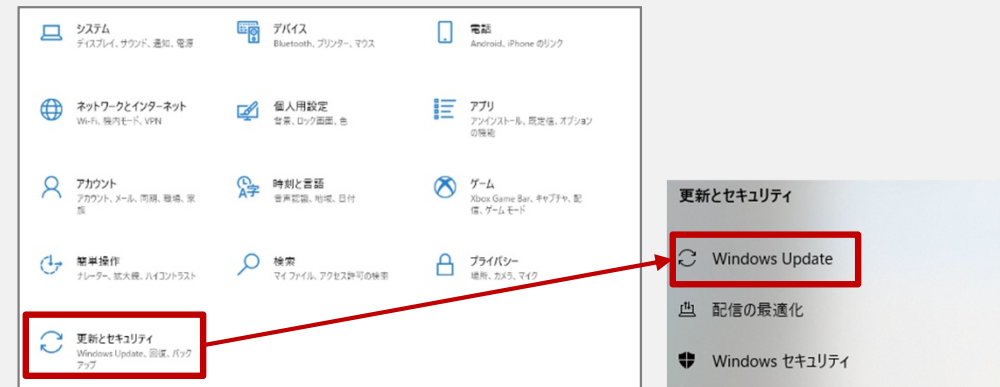 システム
ディスプレイ、サウンド、通知、電源
デバイス
Bluetooth、プリンター、マウス
電話
Android、iPhone のリンク
ネットワークとインターネット
Wi-Fi、機内モード、VPN
個人用設定
背景、ロック画面、色
アプリ
アンインストール、既定値、オプション
の機能
アカウント
アカウント、メール、同期、職場、家
族
時刻と言語
音声認識、地域、日付
ゲーム
Xbox Game Bar、キャプチャ、配
信、ゲーム モード
簡単操作
ナレーター、拡大鏡、ハイコントラスト
検索
マイ ファイル、アクセス許可の検索
プライバシー
場所、カメラ、マイク
更新とセキュリティ
Windows Update、回復、バック
アップ
更新とセキュリティ
Windows Update
配信の最適化
Windows セキュリティ